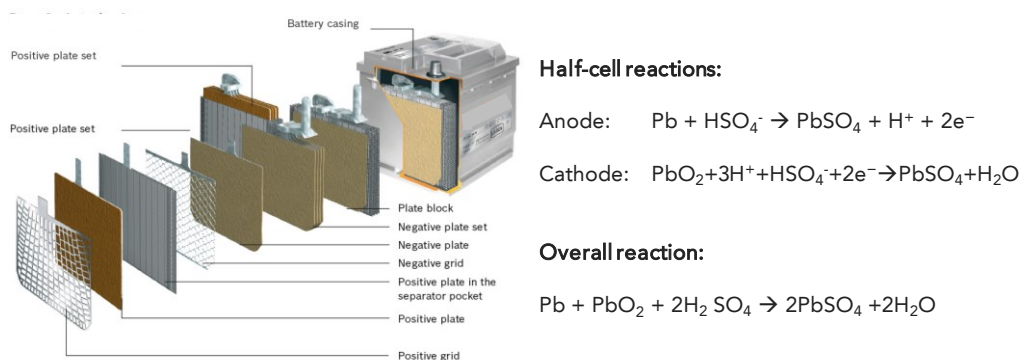 Battery casing
Positive plate set
Positive plate set
Plate block
Negative plate set
Negative plate
Negative grid
Positive plate in the
separator pocket
Positive plate
Positive grid
Half-cell reactions:
Anode: Pb + HSO₄⁻ → PbSO₄ + H⁺ + 2e⁻
Cathode: PbO₂+3H⁺+HSO₄⁻+2e⁻→PbSO₄+H₂O
Overall reaction:
Pb + PbO₂ + 2H₂ SO₄ → 2PbSO₄ +2H₂O